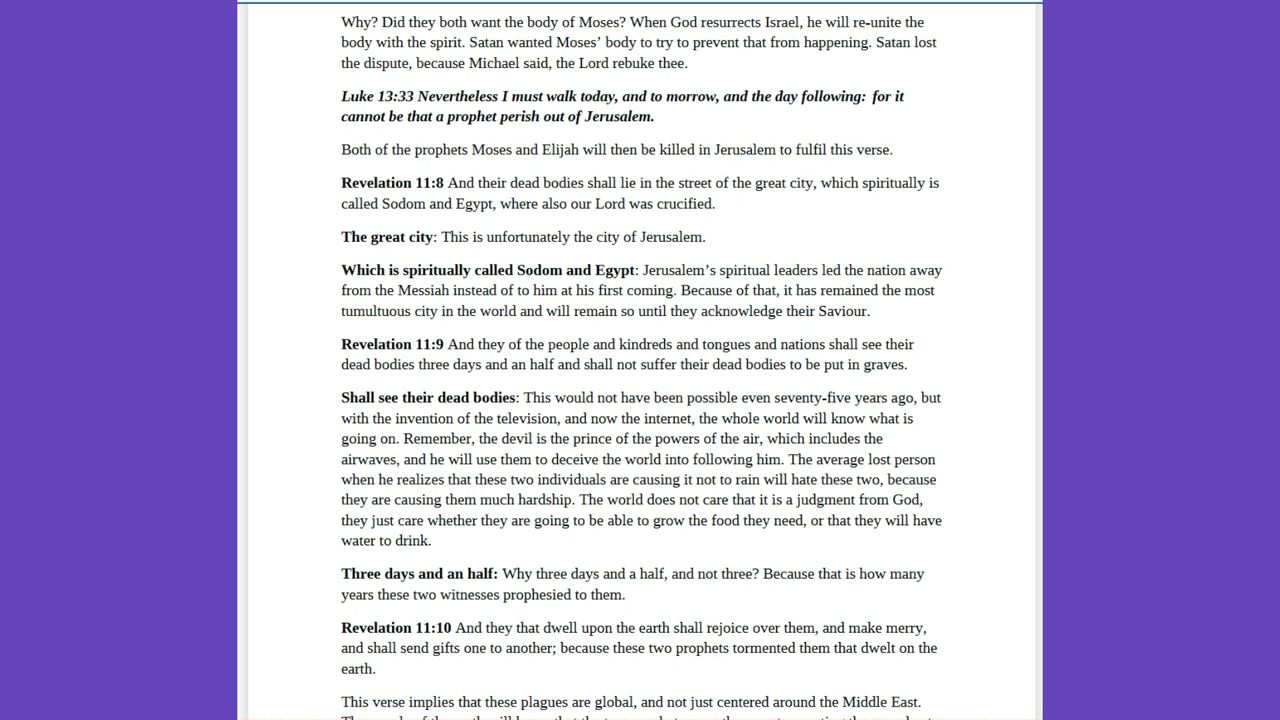 Why? Did they both want the body of Moses? When God resurrects Israel, he will re-unite the
body with the spirit. Satan wanted Moses’ body to try to prevent that from happening. Satan lost
the dispute, because Michael said, the Lord rebuke thee.
Luke 13:33 Nevertheless I must walk today, and to morrow, and the day following: for it
cannot be that a prophet perish out of Jerusalem.
Both of the prophets Moses and Elijah will then be killed in Jerusalem to fulfil this verse.
Revelation 11:8 And their dead bodies shall lie in the street of the great city, which spiritually is
called Sodom and Egypt, where also our Lord was crucified.
The great city: This is unfortunately the city of Jerusalem.
Which is spiritually called Sodom and Egypt: Jerusalem’s spiritual leaders led the nation away
from the Messiah instead of to him at his first coming. Because of that, it has remained the most
tumultuous city in the world and will remain so until they acknowledge their Saviour.
Revelation 11:9 And they of the people and kindreds and tongues and nations shall see their
dead bodies three days and an half and shall not suffer their dead bodies to be put in graves.
Shall see their dead bodies: This would not have been possible even seventy-five years ago, but
with the invention of the television, and now the internet, the whole world will know what is
going on. Remember, the devil is the prince of the powers of the air, which includes the
airwaves, and he will use them to deceive the world into following him. The average lost person
when he realizes that these two individuals are causing it not to rain will hate these two, because
they are causing them much hardship. The world does not care that it is a judgment from God,
they just care whether they are going to be able to grow the food they need, or that they will have
water to drink.
Three days and an half: Why three days and a half, and not three? Because that is how many
years these two witnesses prophesied to them.
Revelation 11:10 And they that dwell upon the earth shall rejoice over them, and make merry,
and shall send gifts one to another; because these two prophets tormented them that dwelt on the
earth.
This verse implies that these plagues are global, and not just centered around the Middle East.